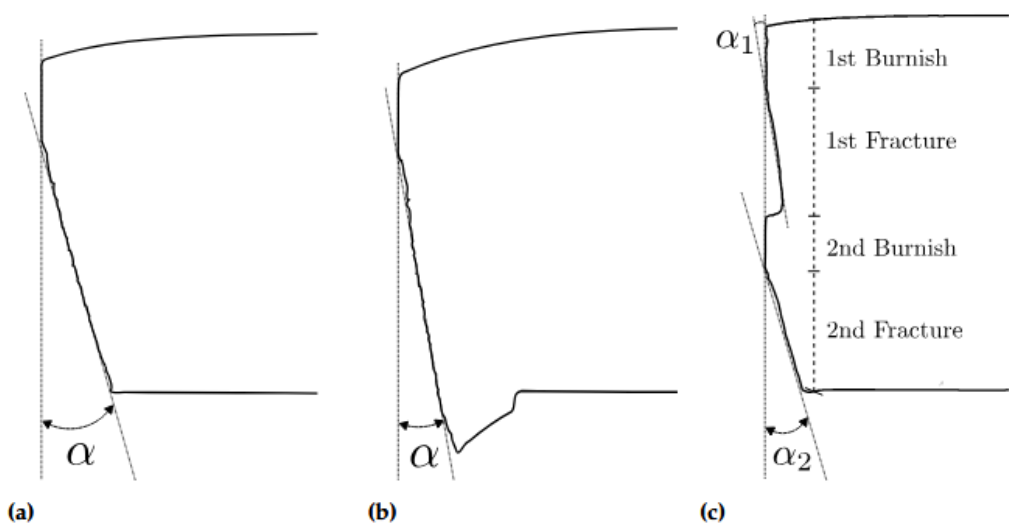 α
(a)
α
(b)
α1
1st Burnish
1st Fracture
2nd Burnish
2nd Fracture
α2
(c)